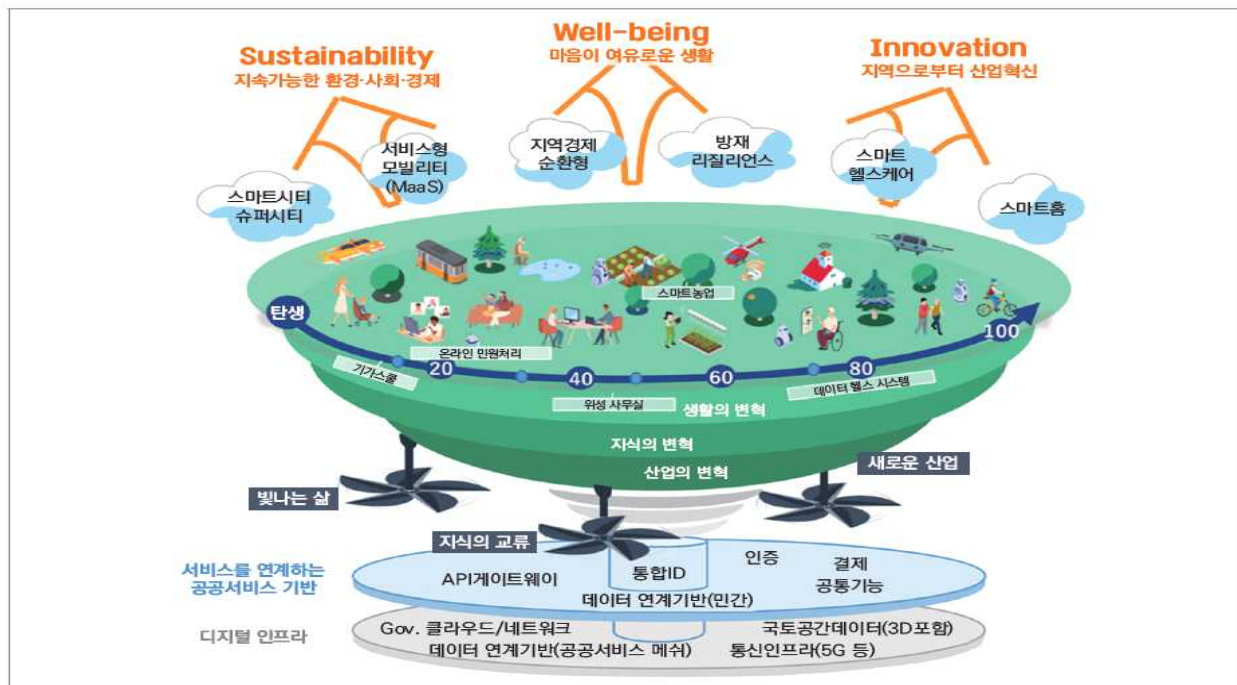 Sustainability
지속가능한 환경·사회·경제
Well-being
마음이 여유로운 생활
Innovation
지역으로부터 산업혁신
스마트시티
슈퍼시티
서비스형
모빌리티
(MaaS)
지역경제
순환형
방재
리질리언스
스마트
헬스케어
스마트홈
스마트농업
탄생
온라인 민원처리
기가스쿨
20
40
60
80
100
위성 사무실
데이터 헬스 시스템
생활의 변혁
지식의 변혁
산업의 변혁
빛나는 삶
지식의 교류
새로운 산업
서비스를 연계하는
공공서비스 기반
API게이트웨이
통합ID
인증
결제
공통기능
데이터 연계기반(민간)
디지털 인프라
Gov. 클라우드/네트워크
국토공간데이터(3D포함)
데이터 연계기반(공공서비스 메쉬)
통신인프라(5G 등)